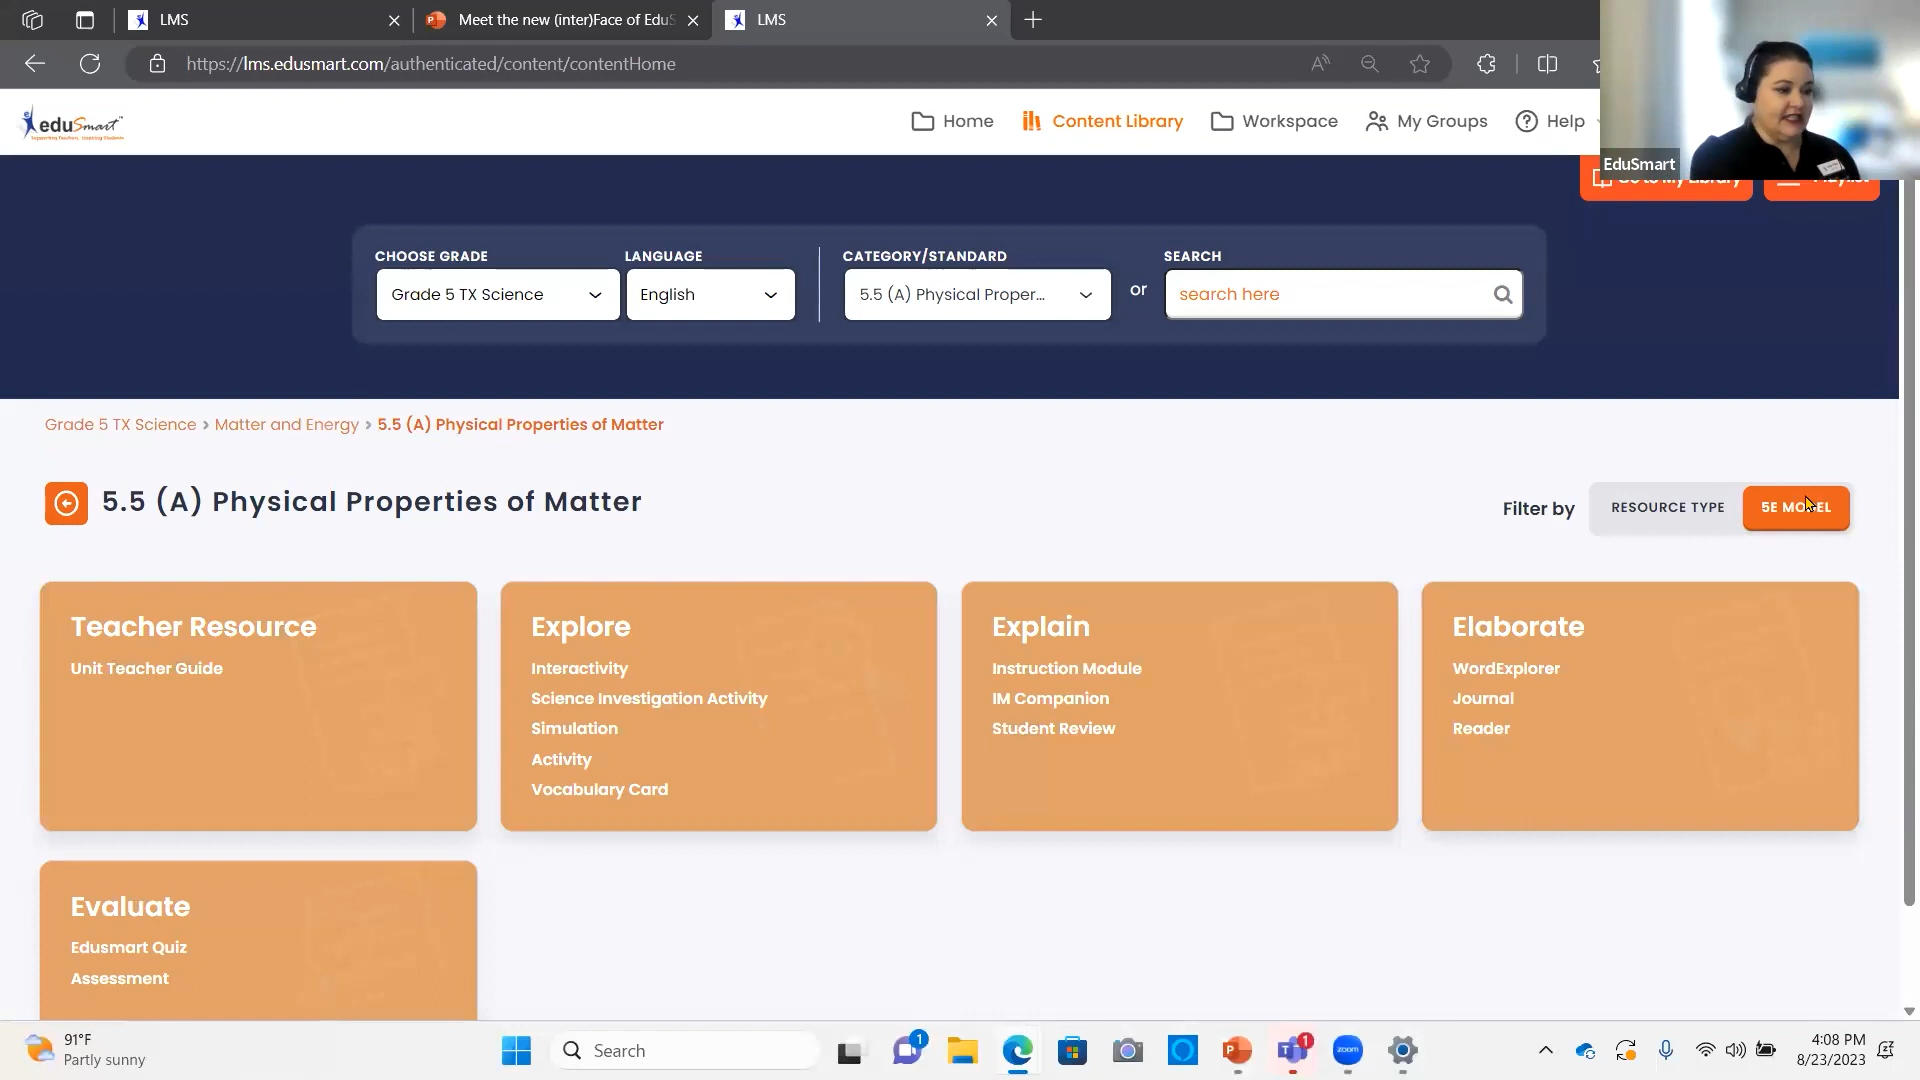 LMS
Meet the new (inter)Face of EduS
LMS
https://lms.edusmart.com/authenticated/content/contentHome
eduSmart
Home
Content Library
Workspace
My Groups
Help
EduSmart
CHOOSE GRADE
LANGUAGE
CATEGORY/STANDARD
SEARCH
Grade 5 TX Science
English
5.5 (A) Physical Proper...
or
search here
Grade 5 TX Science › Matter and Energy › 5.5 (A) Physical Properties of Matter
5.5 (A) Physical Properties of Matter
Filter by
RESOURCE TYPE
5E MODEL
Teacher Resource
Unit Teacher Guide
Explore
Interactivity
Science Investigation Activity
Simulation
Activity
Vocabulary Card
Explain
Instruction Module
IM Companion
Student Review
Elaborate
WordExplorer
Journal
Reader
Evaluate
Edusmart Quiz
Assessment
91°F
Partly sunny
Search
1
1
zoom
4:08 PM
8/23/2023